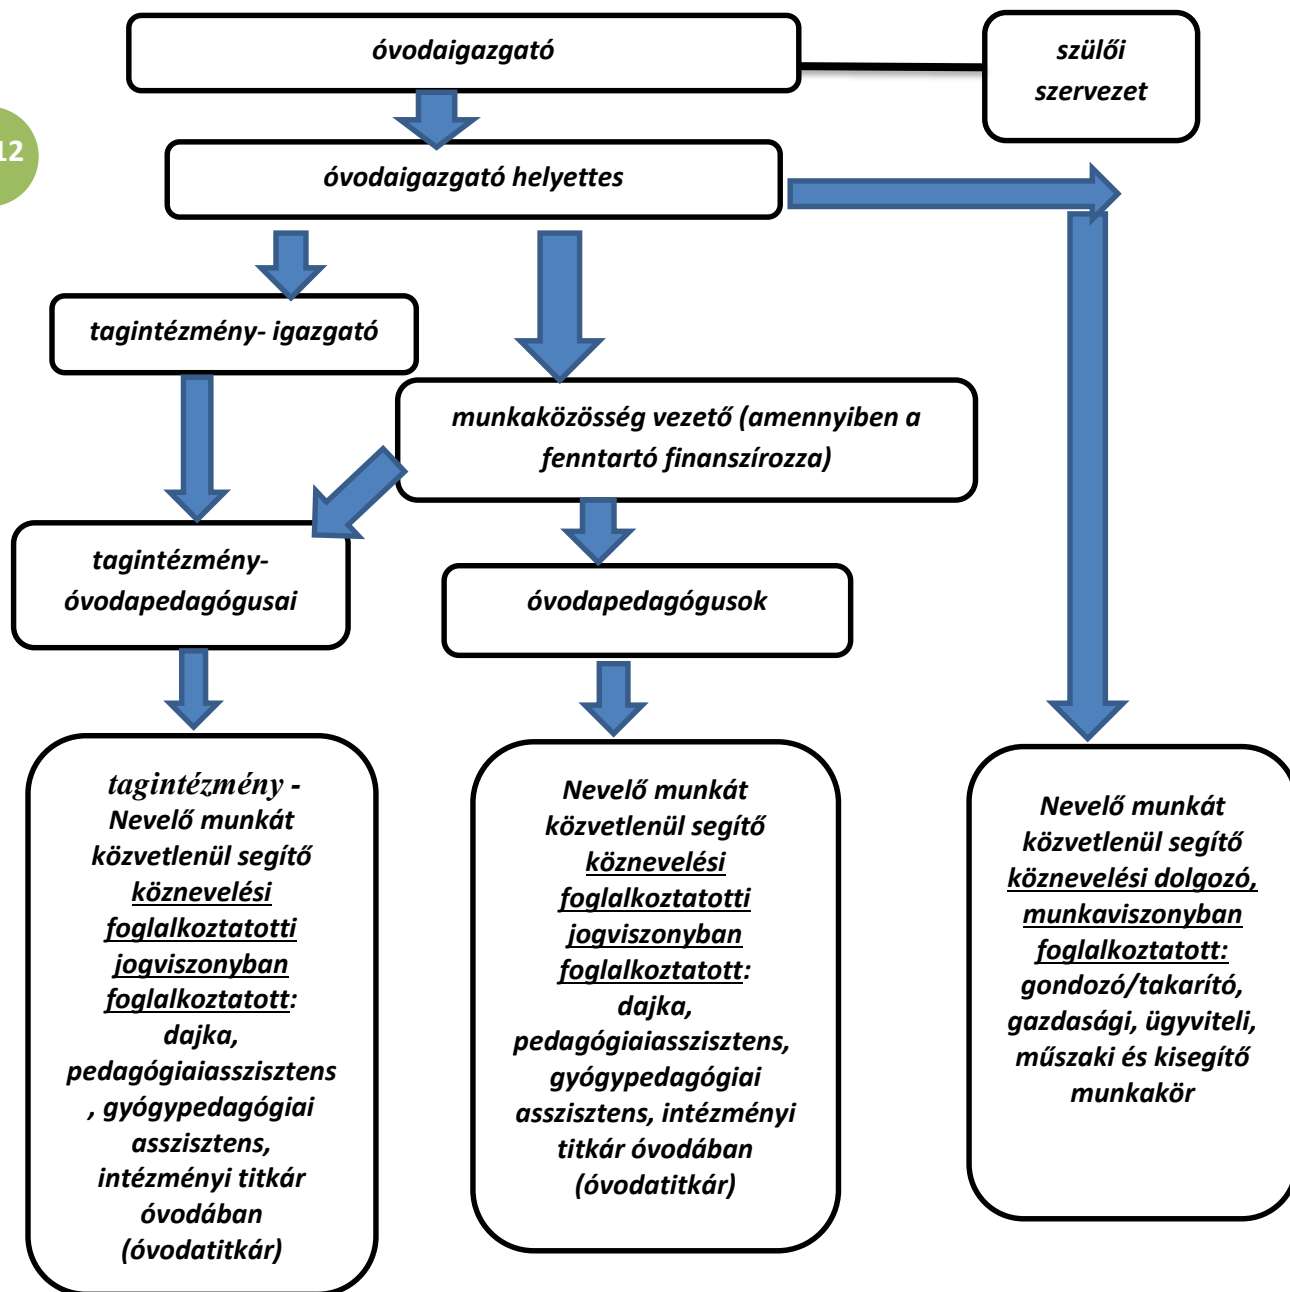 óvodaigazgató
szülői
szervezet
12
óvodaigazgató helyettes
tagintézmény- igazgató
munkaközösség vezető (amennyiben a
fenntartó finanszírozza)
tagintézmény-
óvodapedagógusai
óvodapedagógusok
tagintézmény -
Nevelő munkát
közvetlenül segítő
köznevelési
foglalkoztatotti
jogviszonyban
foglalkoztatott:
dajka,
pedagógiaiasszisztens
, gyógypedagógiai
asszisztens,
intézményi titkár
óvodában
(óvodatitkár)
Nevelő munkát
közvetlenül segítő
köznevelési
foglalkoztatotti
jogviszonyban
foglalkoztatott:
dajka,
pedagógiaiasszisztens,
gyógypedagógiai
asszisztens, intézményi
titkár óvodában
(óvodatitkár)
Nevelő munkát
közvetlenül segítő
köznevelési dolgozó,
munkaviszonyban
foglalkoztatott:
gondozó/takarító,
gazdasági, ügyviteli,
műszaki és kisegítő
munkakör